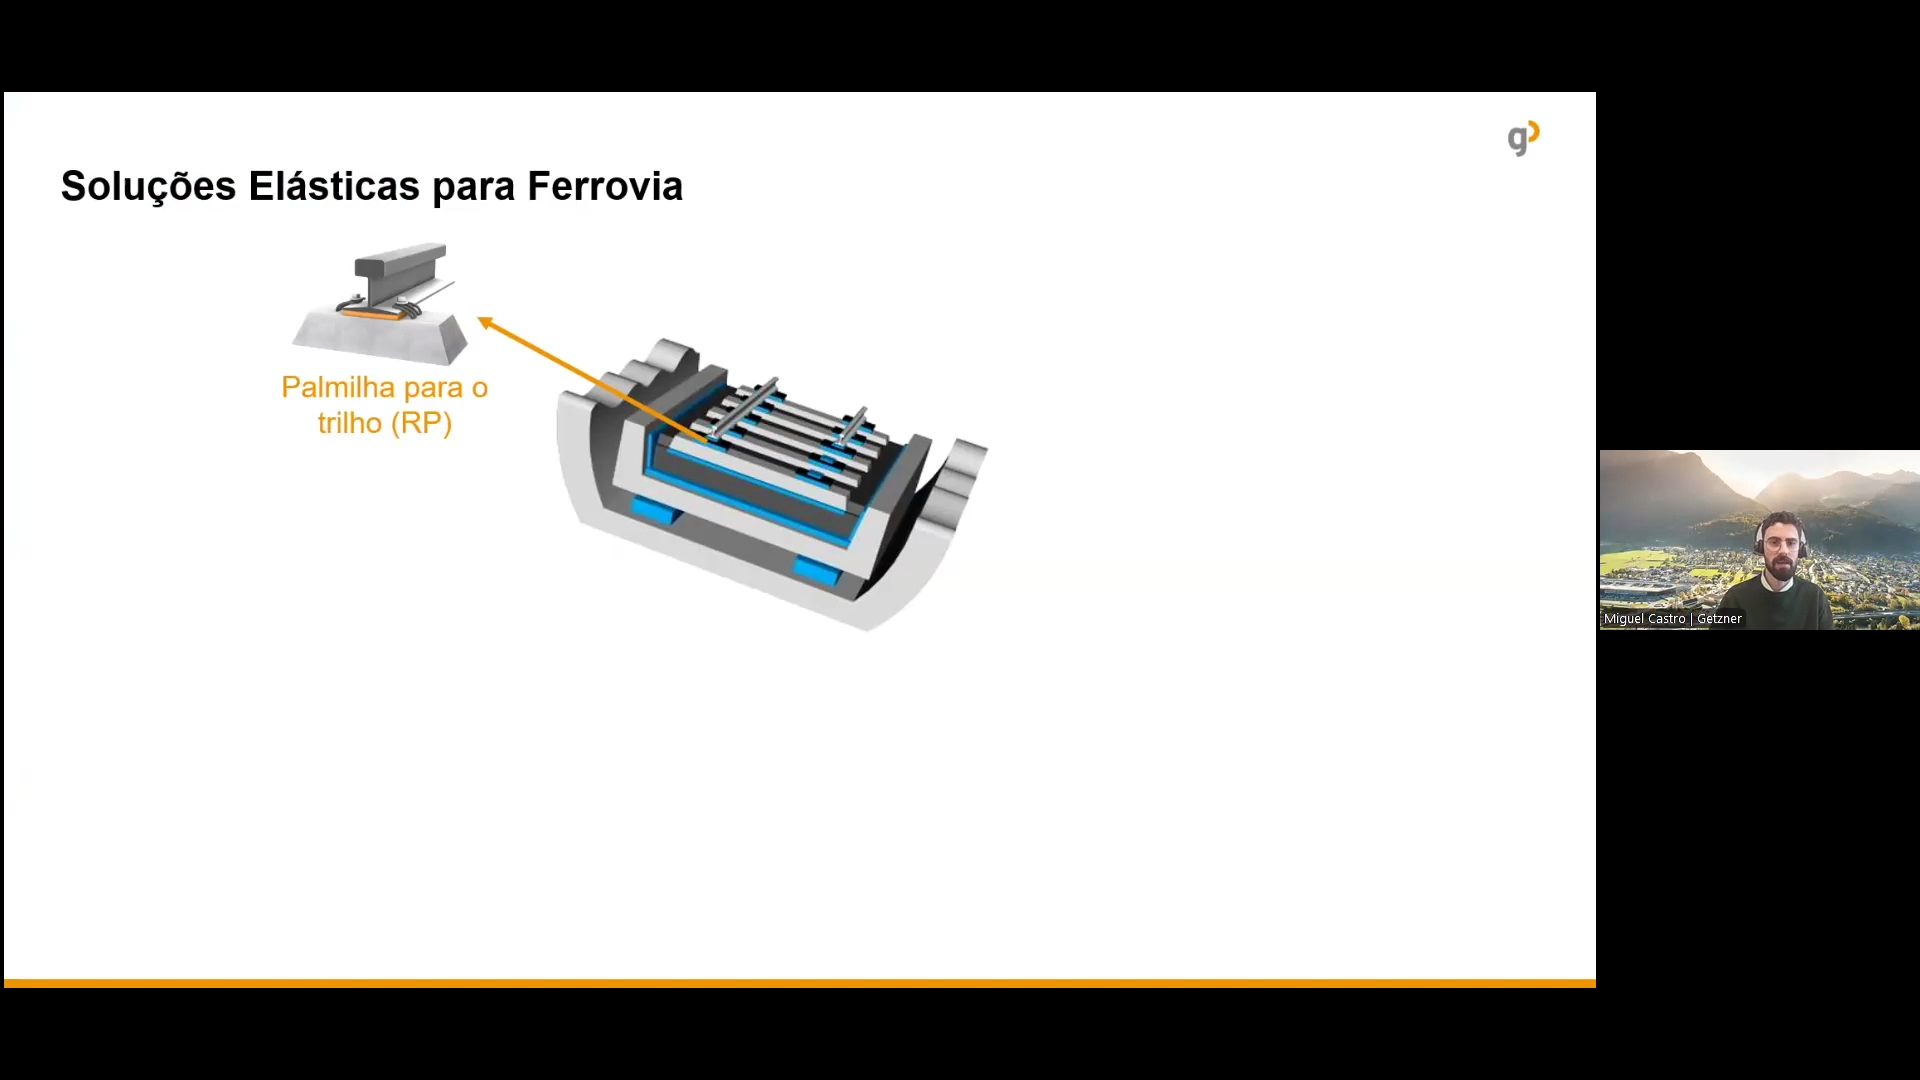 Soluções Elásticas para Ferrovia
Palmilha para o
trilho (RP)
Miguel Castro | Getzner